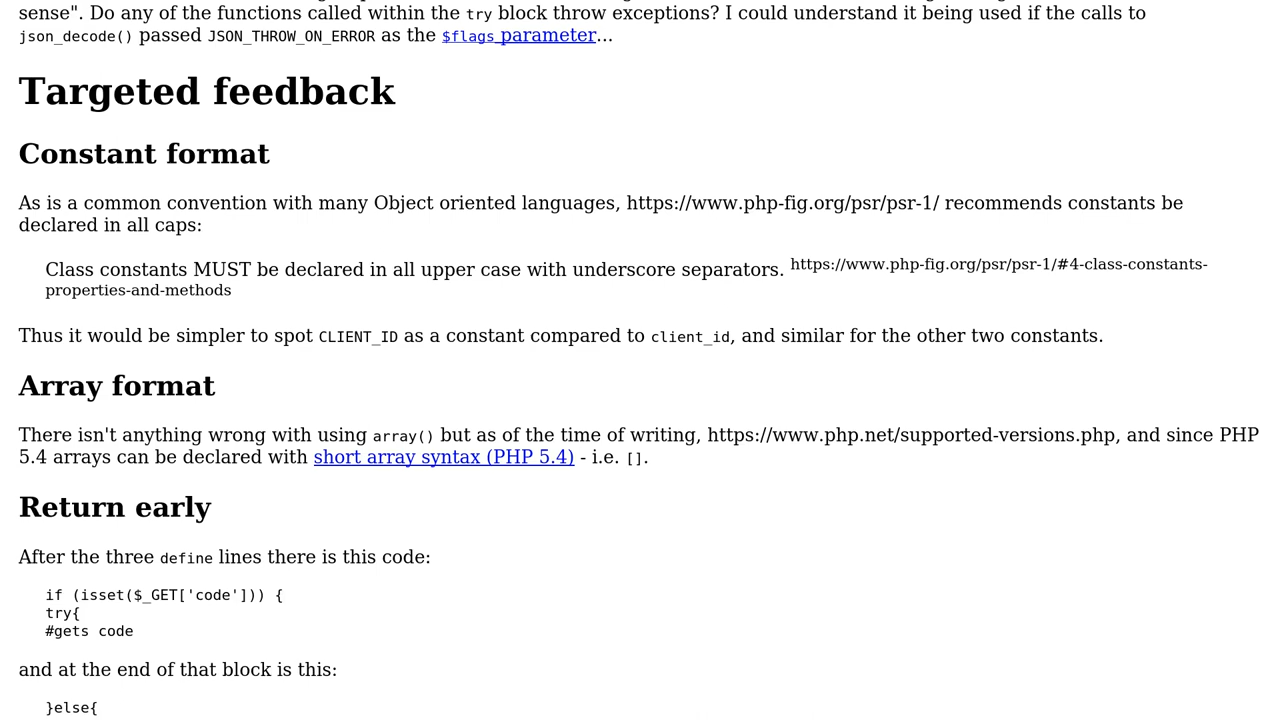 sense". Do any of the functions called within the try block throw exceptions? I could understand it being used if the calls to
json_decode() passed JSON_THROW_ON_ERROR as the $flags parameter...
Targeted feedback
Constant format
As is a common convention with many Object oriented languages, https://www.php-fig.org/psr/psr-1/ recommends constants be
declared in all caps:
Class constants MUST be declared in all upper case with underscore separators. https://www.php-fig.org/psr/psr-1/#4-class-constants-
properties-and-methods
Thus it would be simpler to spot CLIENT_ID as a constant compared to client_id, and similar for the other two constants.
Array format
There isn't anything wrong with using array() but as of the time of writing, https://www.php.net/supported-versions.php, and since PHP
5.4 arrays can be declared with short array syntax (PHP 5.4) - i.e. [].
Return early
After the three define lines there is this code:
if (isset($_GET['code'])) {
try{
#gets code
and at the end of that block is this:
}else{